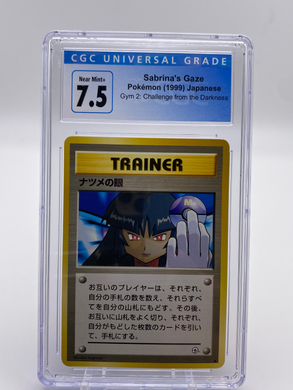 CGC UNIVERSAL GRADE
Near Mint+
7.5
Sabrina's Gaze
Pokémon (1999) Japanese
Gym 2: Challenge from the Darkness
TRAINER
ナツメの眼
お互いのプレイヤーは、それぞれ、
自分の手札の数を数え、それらすべ
てを自分の山札にもどす。その後、
お互いに山札をよく切り、それぞれ、
自分がもどした枚数のカードを引い
て、手札にする。